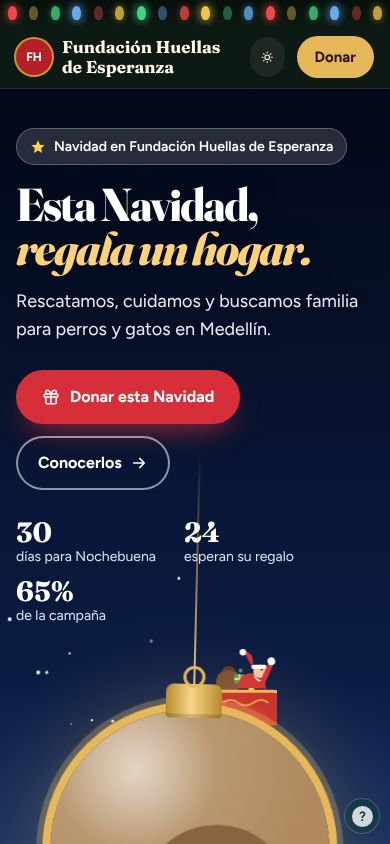 FH
Fundación Huellas
de Esperanza
Donar
Navidad en Fundación Huellas de Esperanza
Esta Navidad,
regala un hogar.
Rescatamos, cuidamos y buscamos familia
para perros y gatos en Medellín.
Donar esta Navidad
Conocerlos →
30
días para Nochebuena
24
esperan su regalo
65%
de la campaña
?